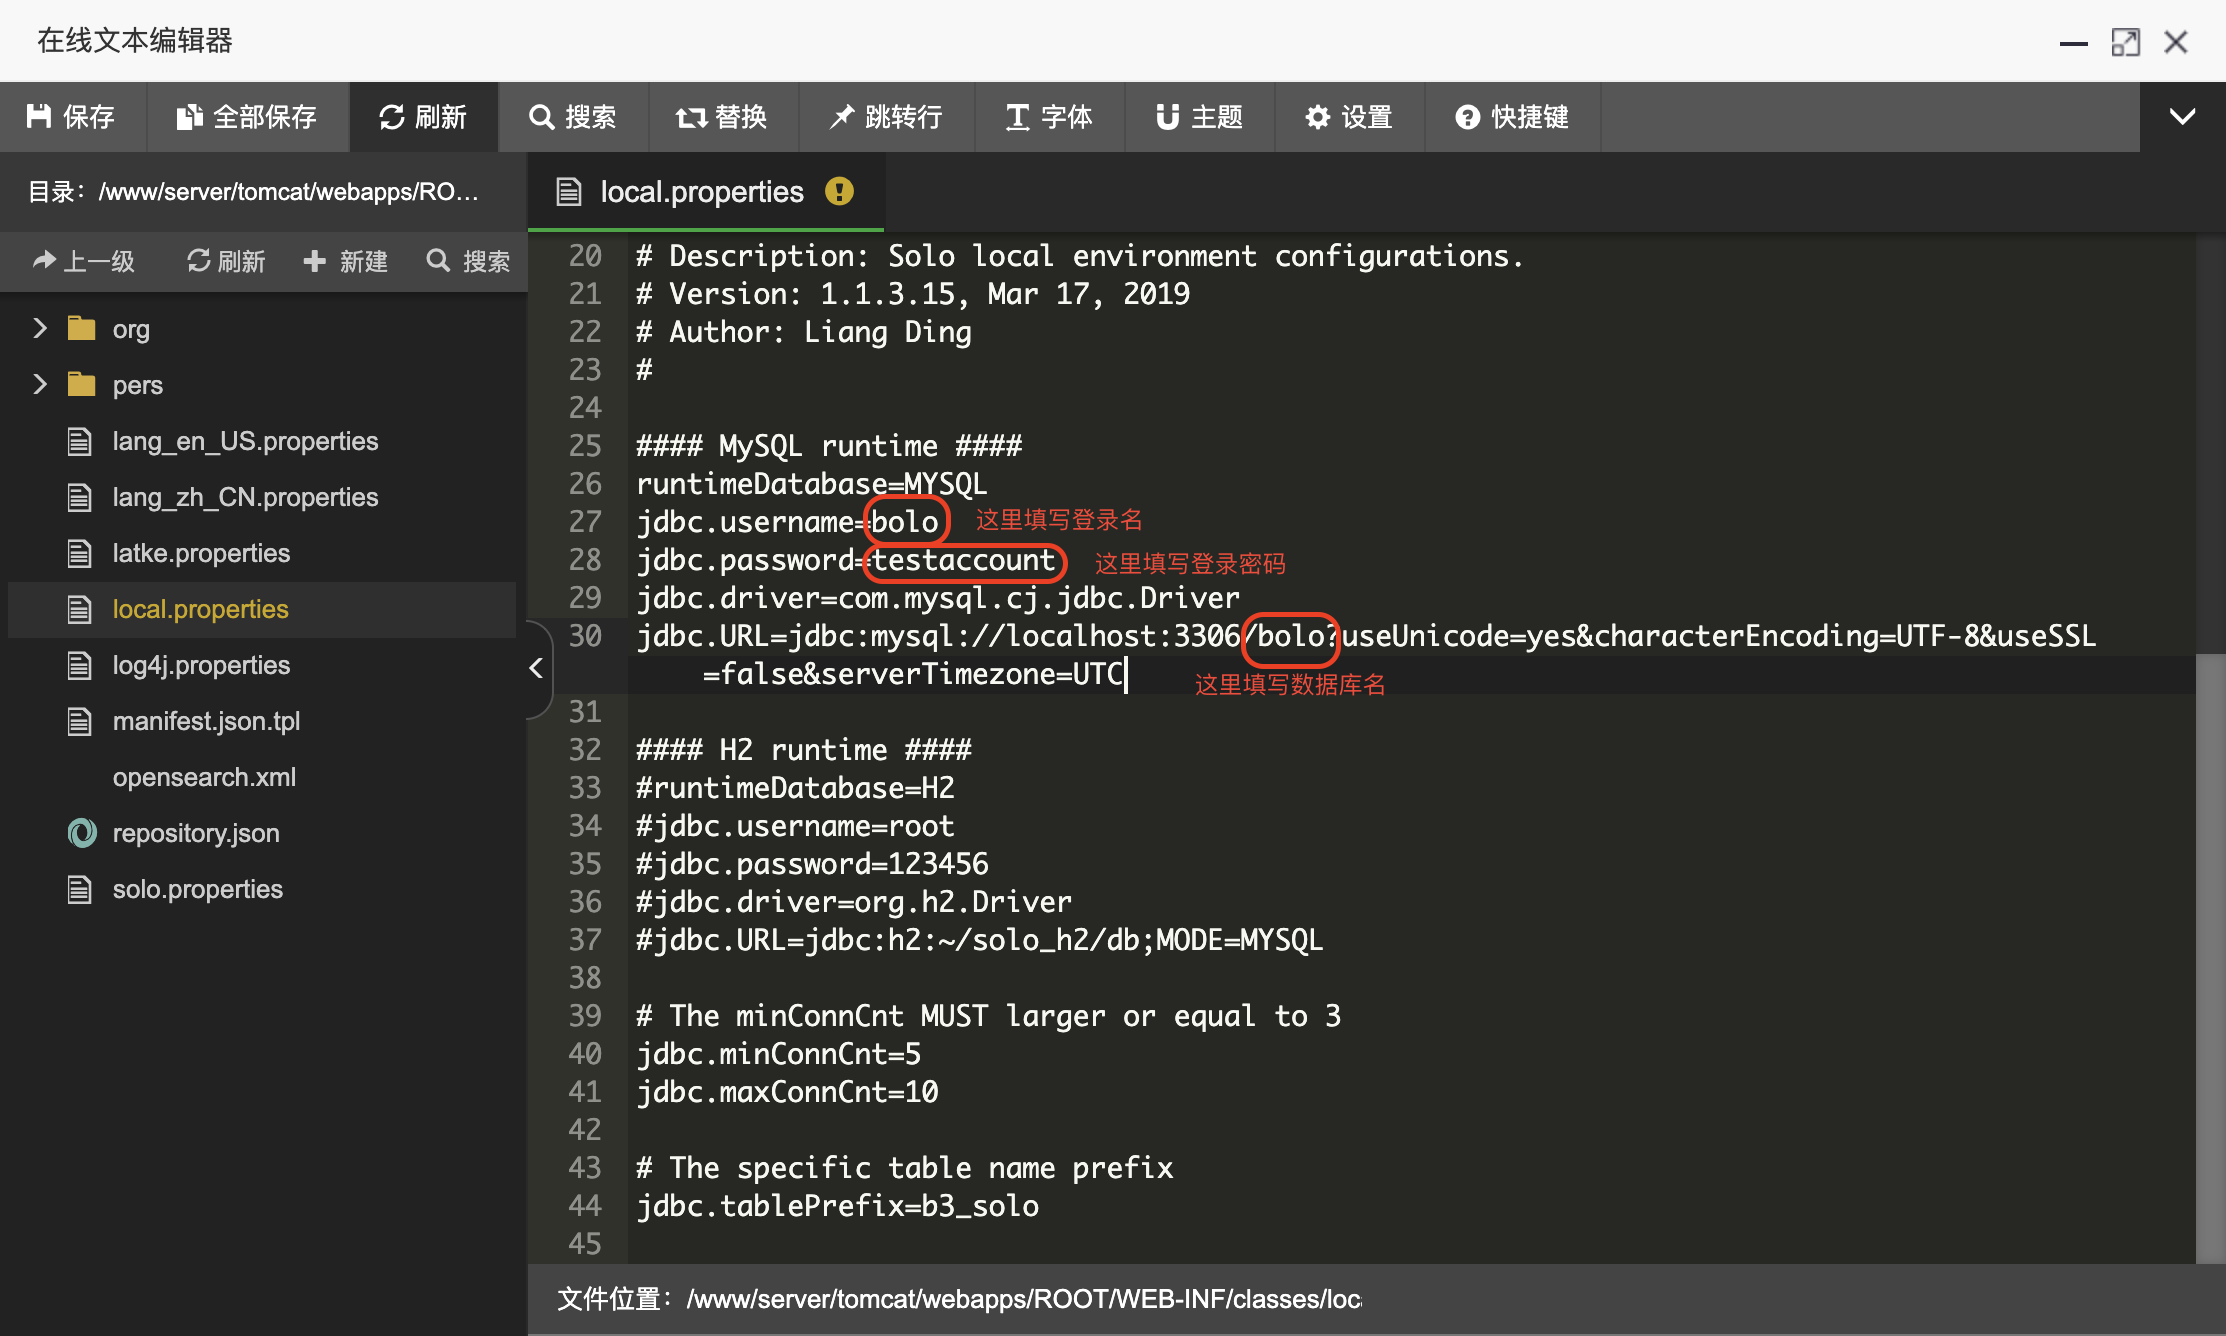 在线文本编辑器
保存 全部保存 刷新 搜索 替换 跳转行 字体 主题 设置 快捷键
目录：/www/server/tomcat/webapps/RO...
上一级 刷新 新建 搜索
org
pers
lang_en_US.properties
lang_zh_CN.properties
latke.properties
local.properties
log4j.properties
manifest.json.tpl
opensearch.xml
repository.json
solo.properties
local.properties
20 # Description: Solo local environment configurations.
21 # Version: 1.1.3.15, Mar 17, 2019
22 # Author: Liang Ding
23 #
24
25 #### MySQL runtime ####
26 runtimeDatabase=MYSQL
27 jdbc.username=bolo 这里填写登录名
28 jdbc.password=testaccount 这里填写登录密码
29 jdbc.driver=com.mysql.cj.jdbc.Driver
30 jdbc.URL=jdbc:mysql://localhost:3306/bolo?useUnicode=yes&characterEncoding=UTF-8&useSSL
=false&serverTimezone=UTC 这里填写数据库名
31
32 #### H2 runtime ####
33 #runtimeDatabase=H2
34 #jdbc.username=root
35 #jdbc.password=123456
36 #jdbc.driver=org.h2.Driver
37 #jdbc.URL=jdbc:h2:~/solo_h2/db;MODE=MYSQL
38
39 # The minConnCnt MUST larger or equal to 3
40 jdbc.minConnCnt=5
41 jdbc.maxConnCnt=10
42
43 # The specific table name prefix
44 jdbc.tablePrefix=b3_solo
45
文件位置：/www/server/tomcat/webapps/ROOT/WEB-INF/classes/loc